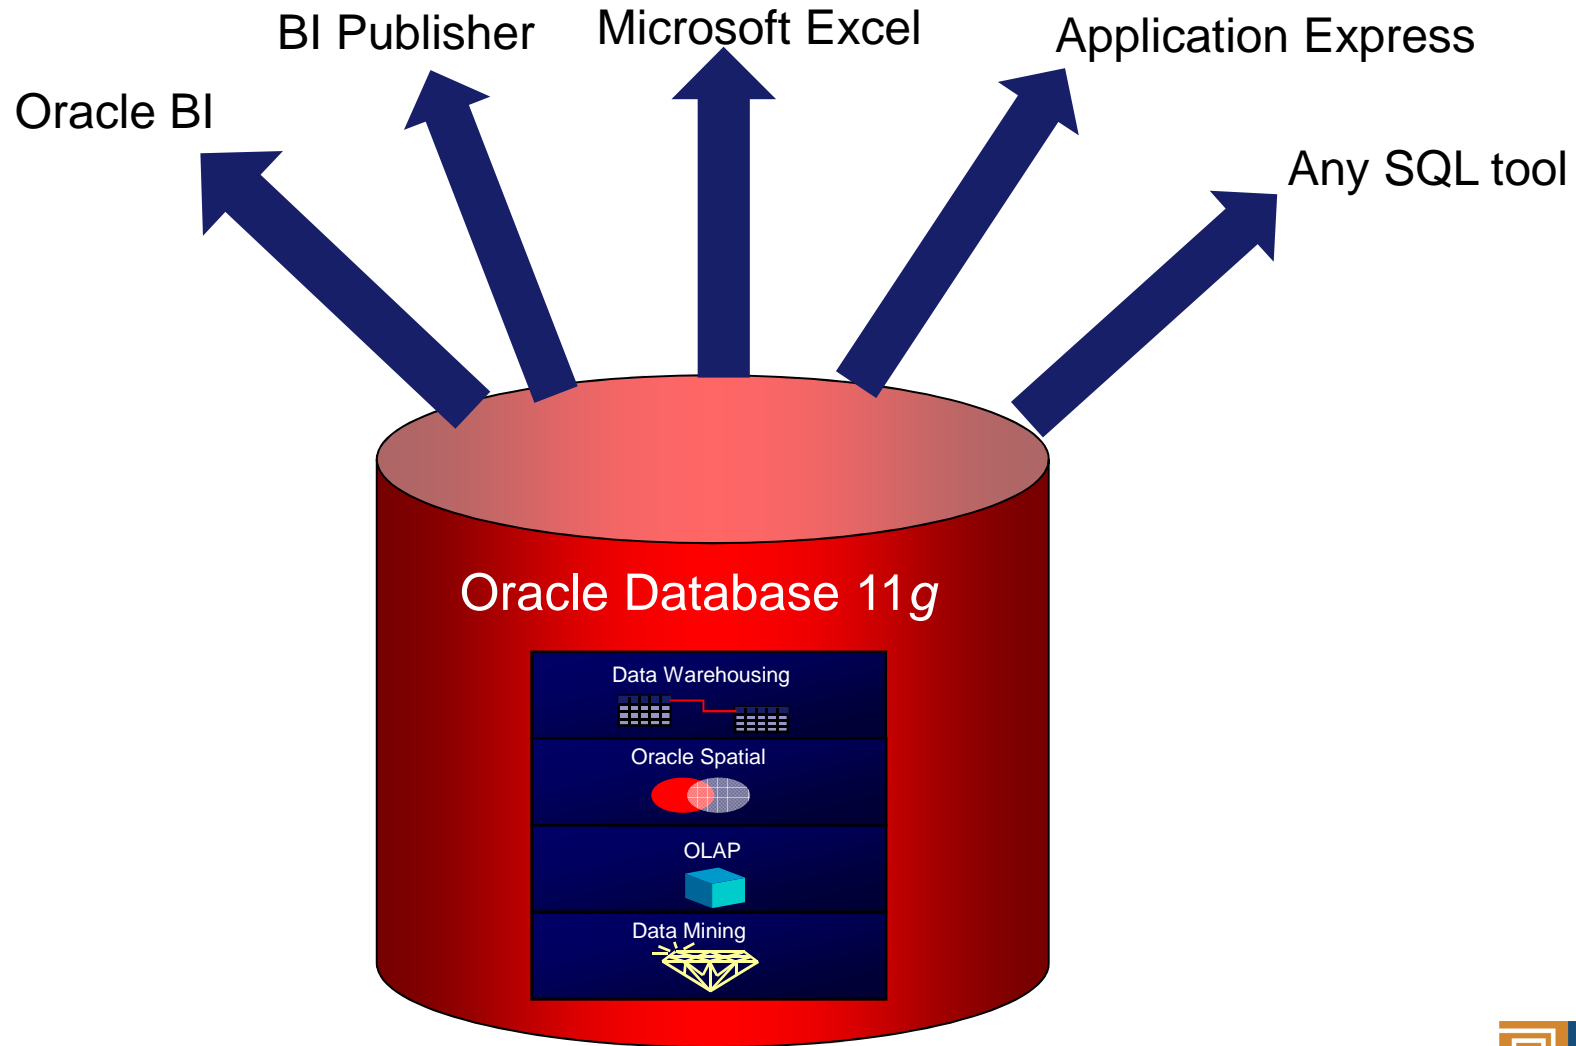 BI Publisher
Microsoft Excel
Application Express
Oracle BI
Any SQL tool
Oracle Database 11g
Data Warehousing
Oracle Spatial
OLAP
Data Mining